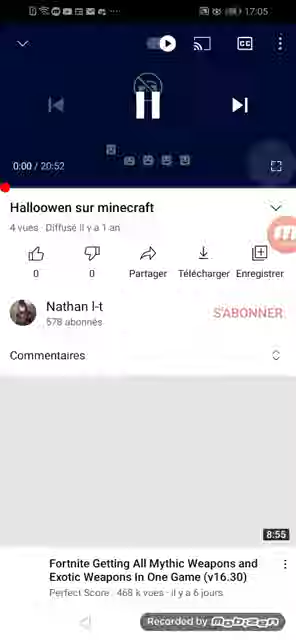 17:05
0:00 / 20:52
Halloowen sur minecraft
4 vues · Diffusé il y a 1 an
0
0
Partager
Télécharger
Enregistrer
Nathan l-t
578 abonnés
S'ABONNER
Commentaires
8:55
Fortnite Getting All Mythic Weapons and
Exotic Weapons In One Game (v16.30)
Perfect Score · 468 k vues · il y a 6 jours
Recorded by Mobizen